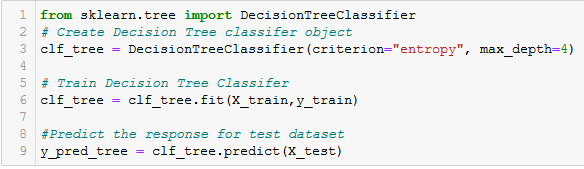 1 from sklearn.tree import DecisionTreeClassifier
2 # Create Decision Tree classifer object
3 clf_tree = DecisionTreeClassifier(criterion="entropy", max_depth=4)
4
5 # Train Decision Tree Classifer
6 clf_tree = clf_tree.fit(X_train,y_train)
7
8 #Predict the response for test dataset
9 y_pred_tree = clf_tree.predict(X_test)